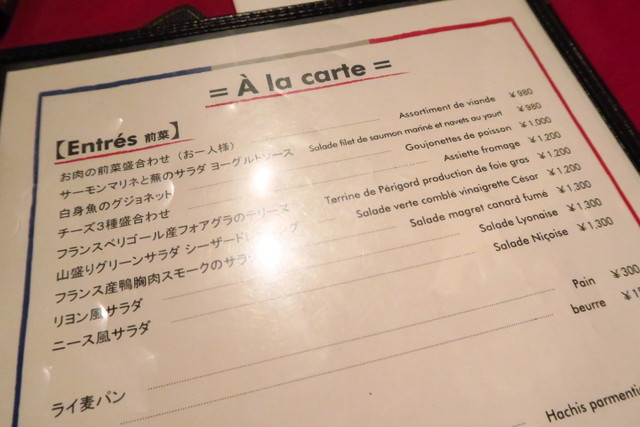 = À la carte =
【Entrés 前菜】
お肉の前菜盛合わせ（お一人様） Assortiment de viande ￥980
サーモンマリネと蕪のサラダ ヨーグルトソース Salade filet de saumon mariné et navets au yaurt ￥980
白身魚のグジョネット Goujonettes de poisson ￥1,000
チーズ3種盛合わせ Assiette fromage ￥1,200
フランスペリゴール産フォアグラのテリーヌ Terrine de Périgord production de foie gras ￥1,200
山盛りグリーンサラダ シーザード Salade verte comblé vinaigrette César ￥1,200
フランス産鴨胸肉スモークのサラダ Salade magret canard fumé ￥1,300
リヨン風サラダ Salade Lyonaise ￥1,300
ニース風サラダ Salade Niçaise ￥1,300
ライ麦パン Pain ￥300
beurre
Hachis parmenti